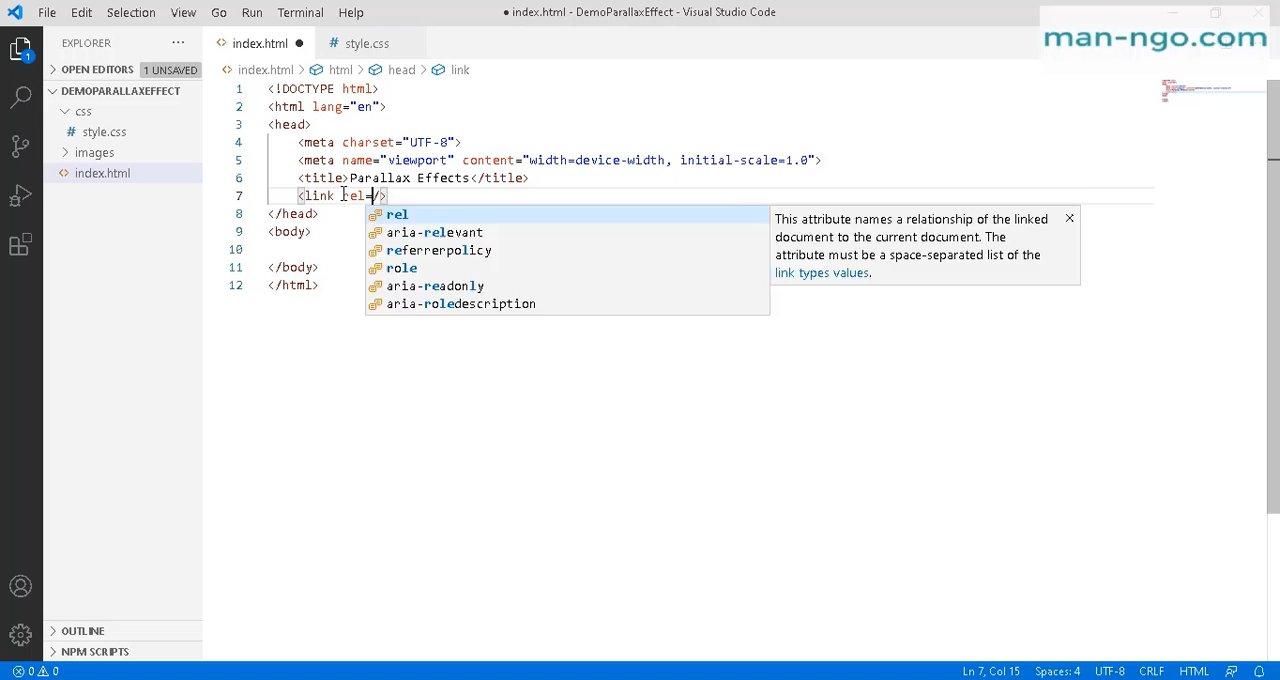 File Edit Selection View Go Run Terminal Help
● index.html - DemoParallaxEffect - Visual Studio Code
man-ngo.com
EXPLORER ···
index.html ●
# style.css
OPEN EDITORS 1 UNSAVED
<> index.html > html > head > link
DEMOPARALLAXEFFECT
css
# style.css
images
<> index.html
1 <!DOCTYPE html>
2 <html lang="en">
3 <head>
4 <meta charset="UTF-8">
5 <meta name="viewport" content="width=device-width, initial-scale=1.0">
6 <title>Parallax Effects</title>
7 <link rel=/>
8 </head>
9 <body>
10
11 </body>
12 </html>
rel
aria-relevant
referrerpolicy
role
aria-readonly
aria-roledescription
This attribute names a relationship of the linked
document to the current document. The
attribute must be a space-separated list of the
link types values.
1
OUTLINE
NPM SCRIPTS
0 0
Ln 7, Col 15 Spaces: 4 UTF-8 CRLF HTML